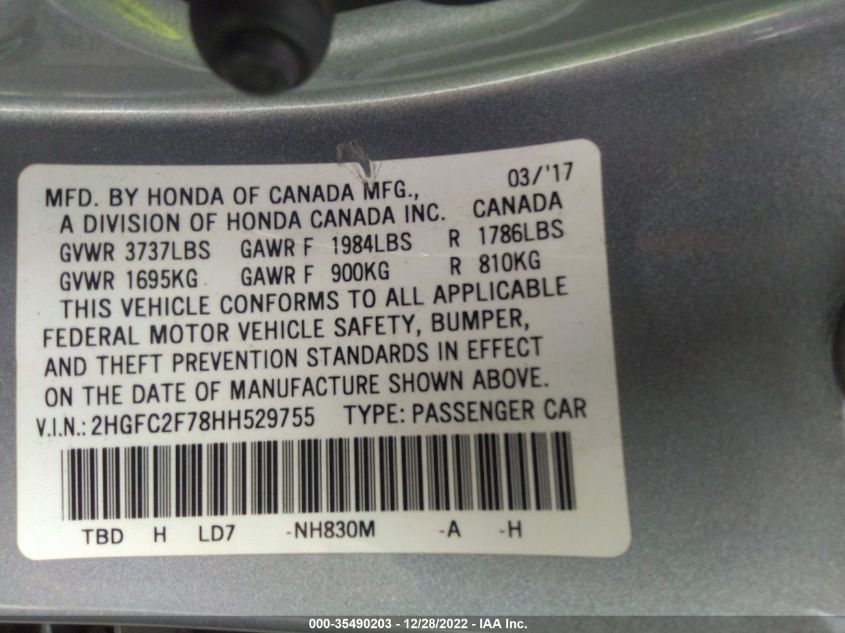 MFD. BY HONDA OF CANADA MFG., 03/'17
A DIVISION OF HONDA CANADA INC. CANADA
GVWR 3737LBS GAWR F 1984LBS R 1786LBS
GVWR 1695KG GAWR F 900KG R 810KG
THIS VEHICLE CONFORMS TO ALL APPLICABLE
FEDERAL MOTOR VEHICLE SAFETY, BUMPER,
AND THEFT PREVENTION STANDARDS IN EFFECT
ON THE DATE OF MANUFACTURE SHOWN ABOVE.
V.I.N.: 2HGFC2F78HH529755 TYPE: PASSENGER CAR
TBD H LD7 -NH830M -A -H
000-35490203 - 12/28/2022 - IAA Inc.